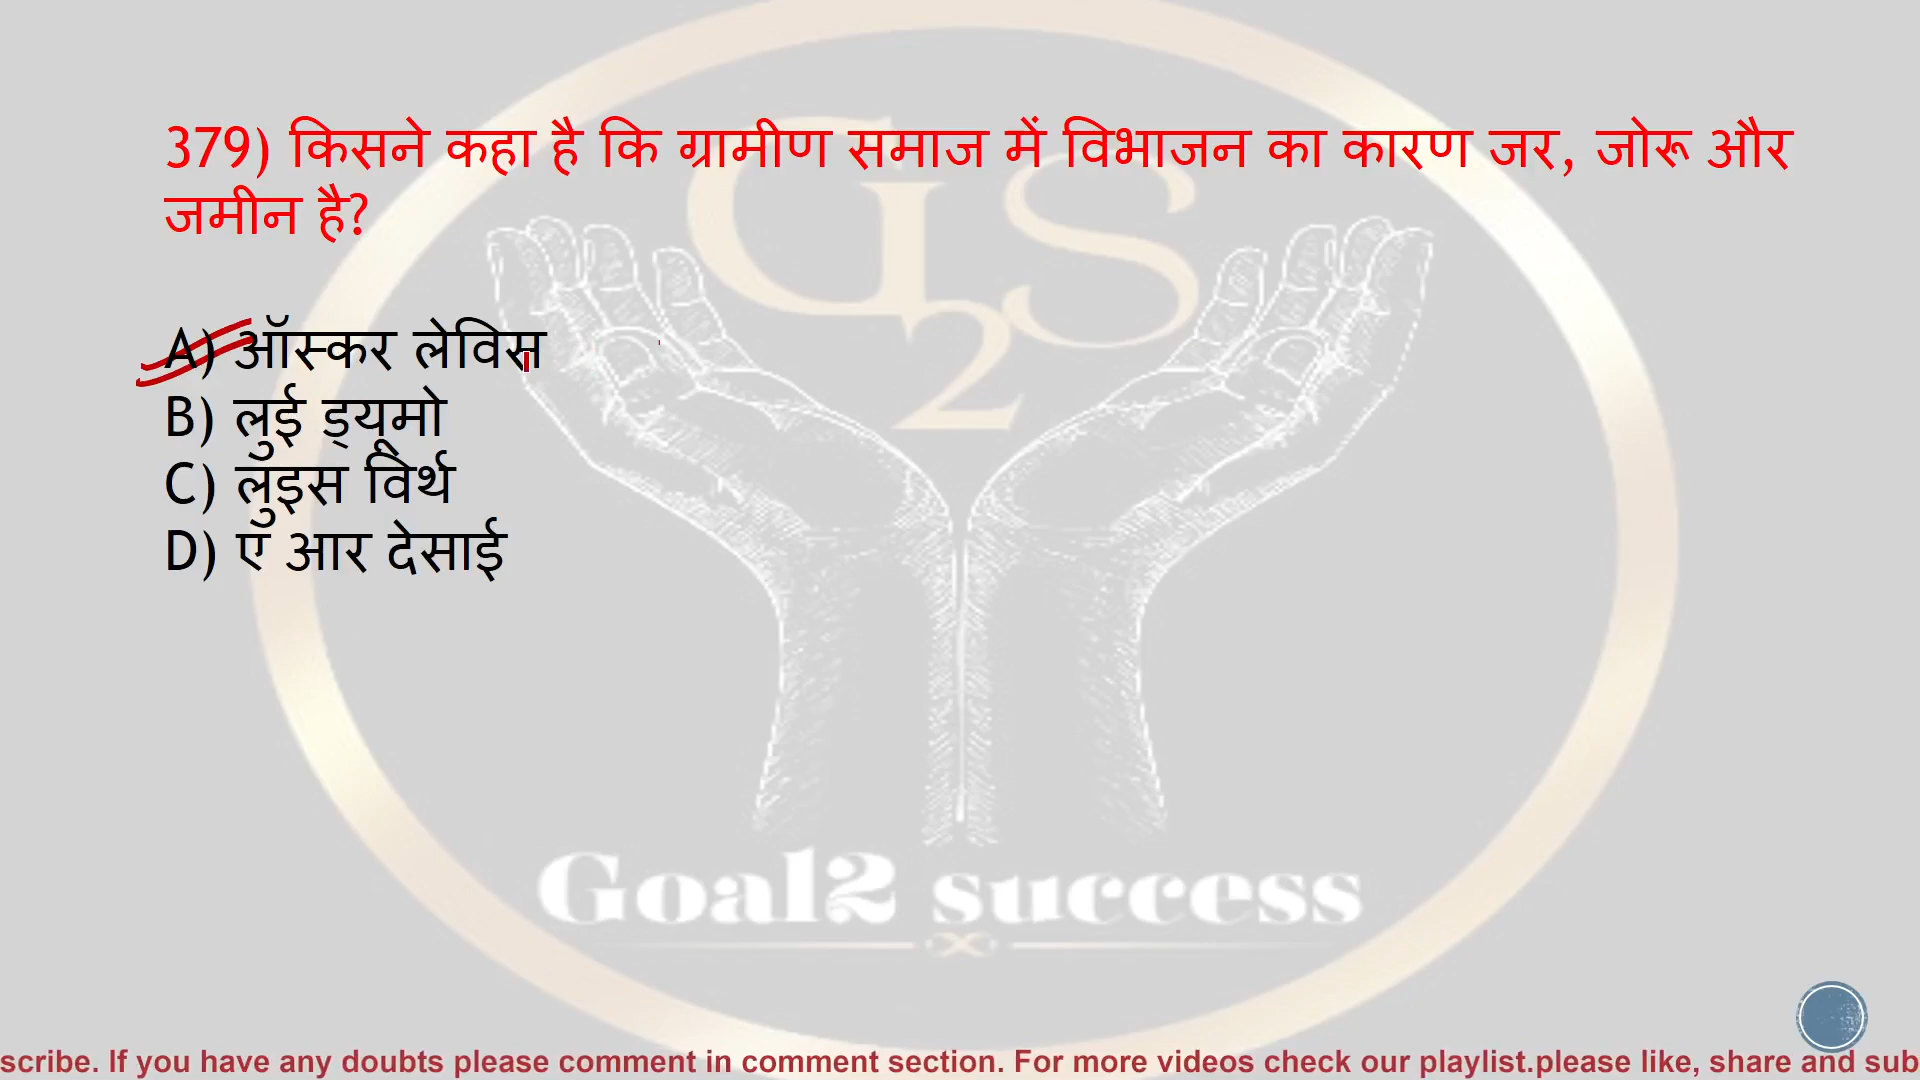 379) किसने कहा है कि ग्रामीण समाज में विभाजन का कारण जर, जोरू और
जमीन है?
A) ऑस्कर लेविस
B) लुई ड्यूमो
C) लुइस विर्थ
D) ए आर देसाई
G2S
Goal2 success
scribe. If you have any doubts please comment in comment section. For more videos check our playlist.please like, share and sub